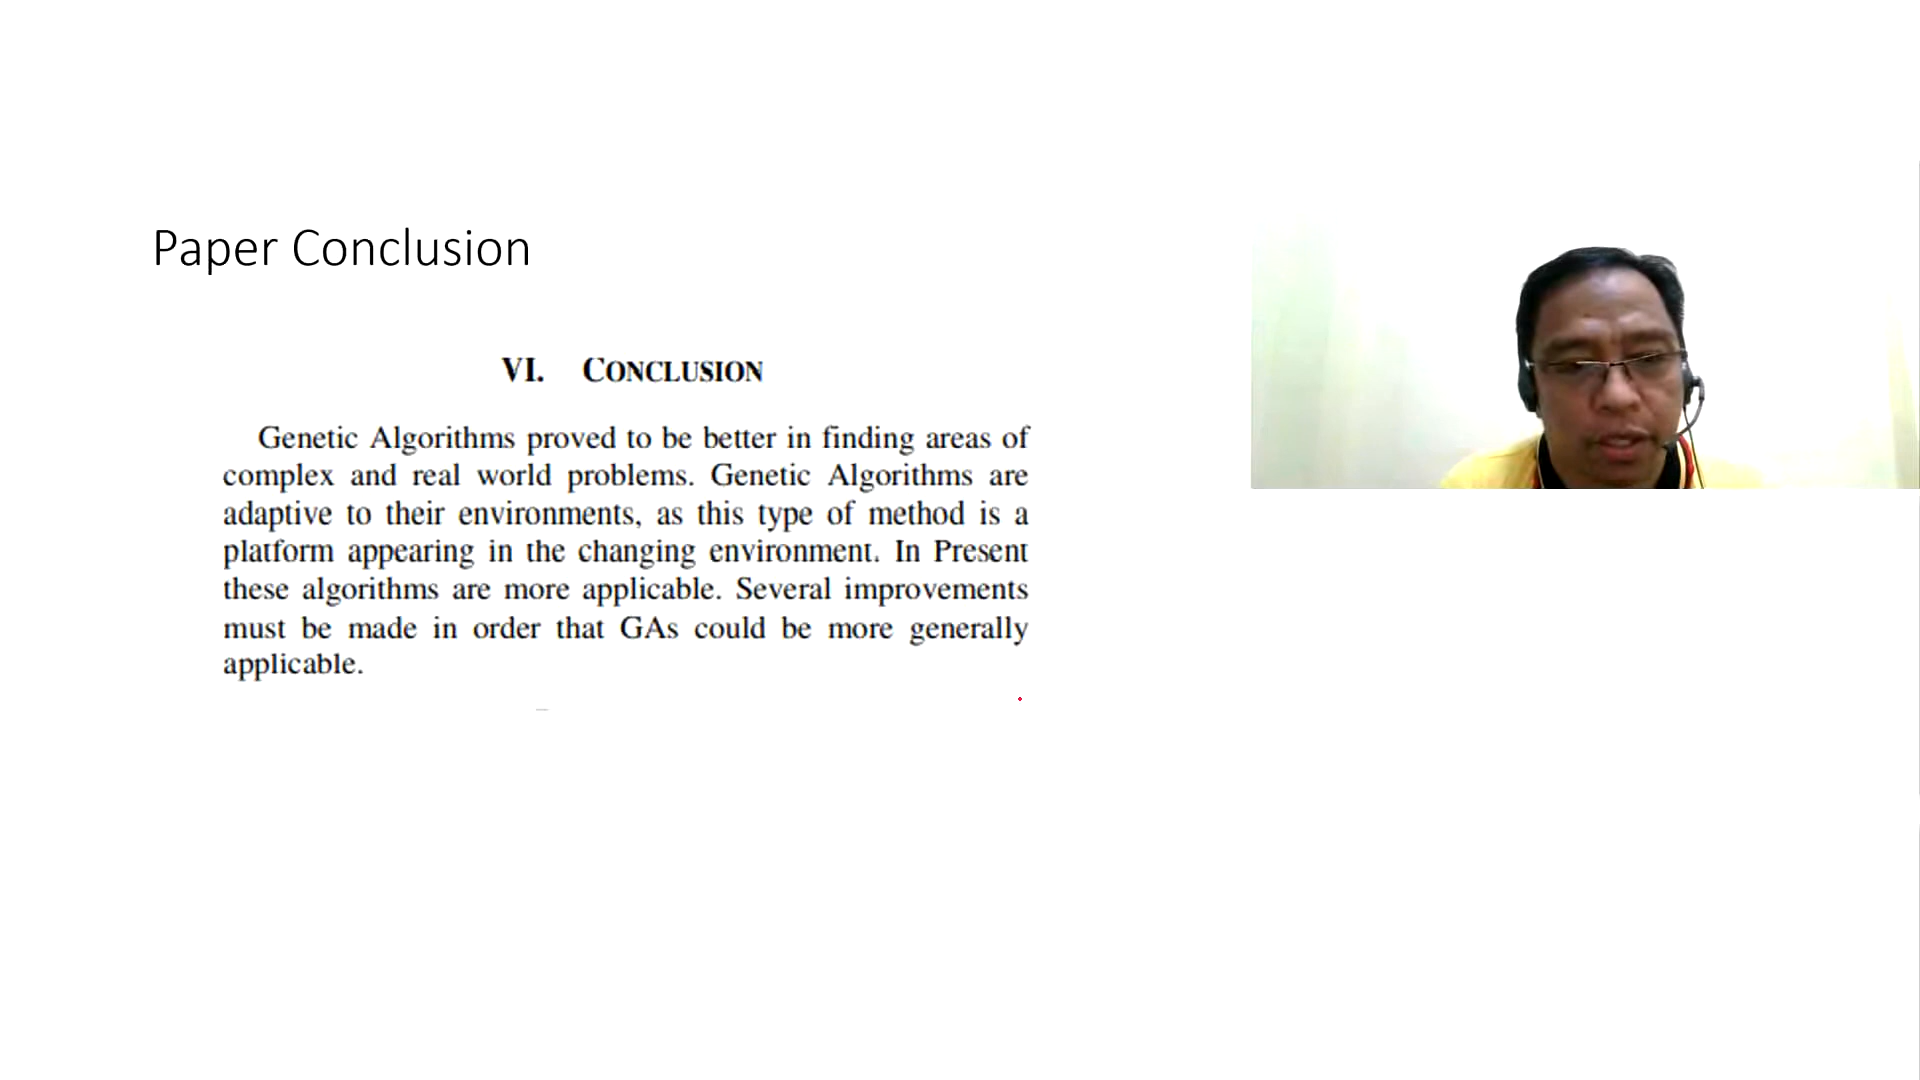 Paper Conclusion
VI. CONCLUSION
Genetic Algorithms proved to be better in finding areas of
complex and real world problems. Genetic Algorithms are
adaptive to their environments, as this type of method is a
platform appearing in the changing environment. In Present
these algorithms are more applicable. Several improvements
must be made in order that GAs could be more generally
applicable.